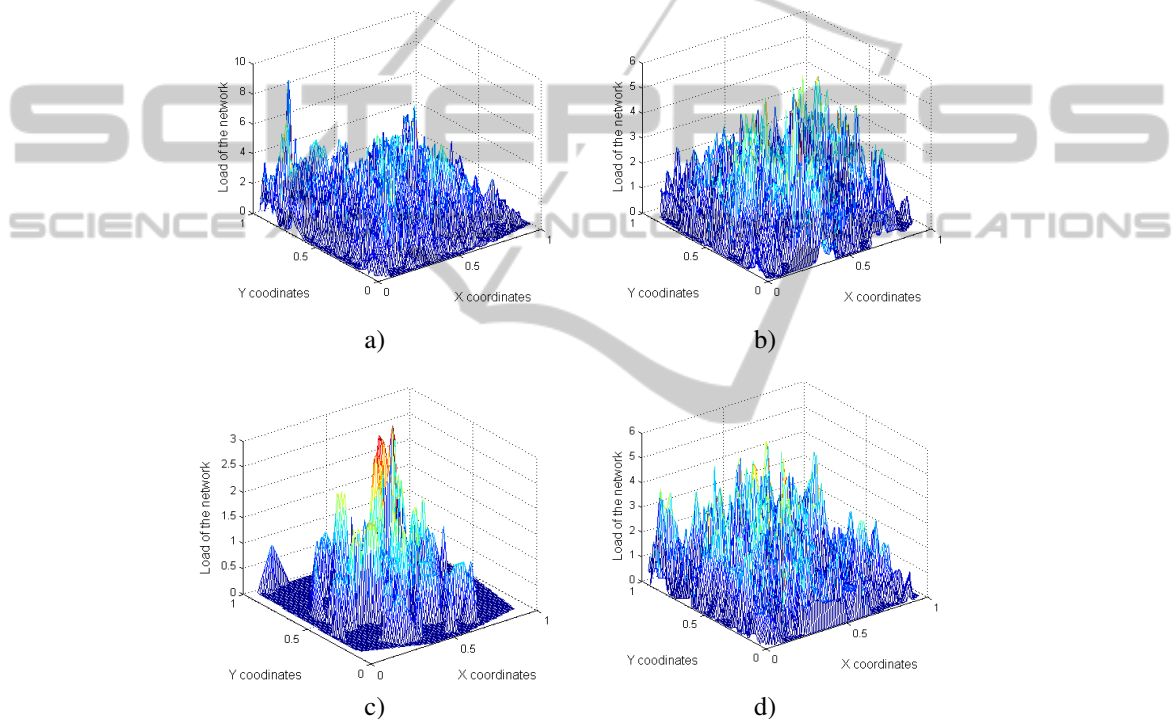 10
8
6
4
2
0
Load of the network
1
0.5
0
Y coodinates
0
0.5
1
X coordinates
a)
6
5
4
3
2
1
0
Load of the network
1
0.5
0
Y coodinates
0
0.5
1
X coordinates
b)
SCITEPRESS
SCIENCE AND TECHNOLOGY PUBLICATIONS
3
2.5
2
1.5
1
0.5
0
Load of the network
1
0.5
0
Y coodinates
0
0.5
1
X coordinates
c)
6
5
4
3
2
1
0
Load of the network
1
0.5
0
Y coodinates
0
0.5
1
X coordinates
d)